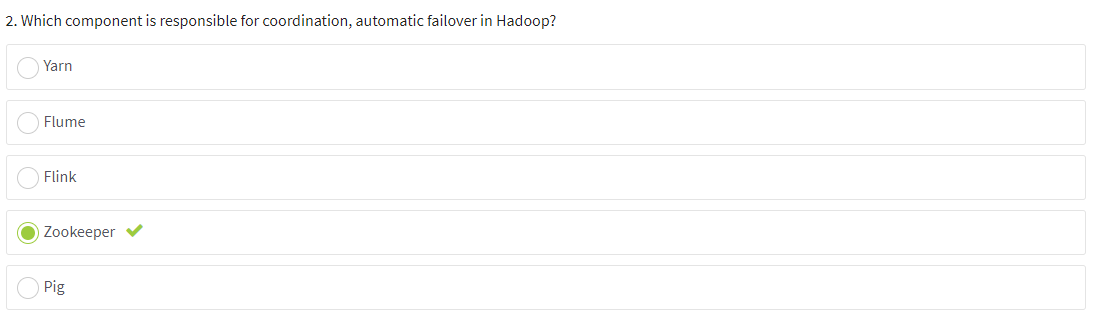 2. Which component is responsible for coordination, automatic failover in Hadoop?
Yarn
Flume
Flink
Zookeeper
Pig